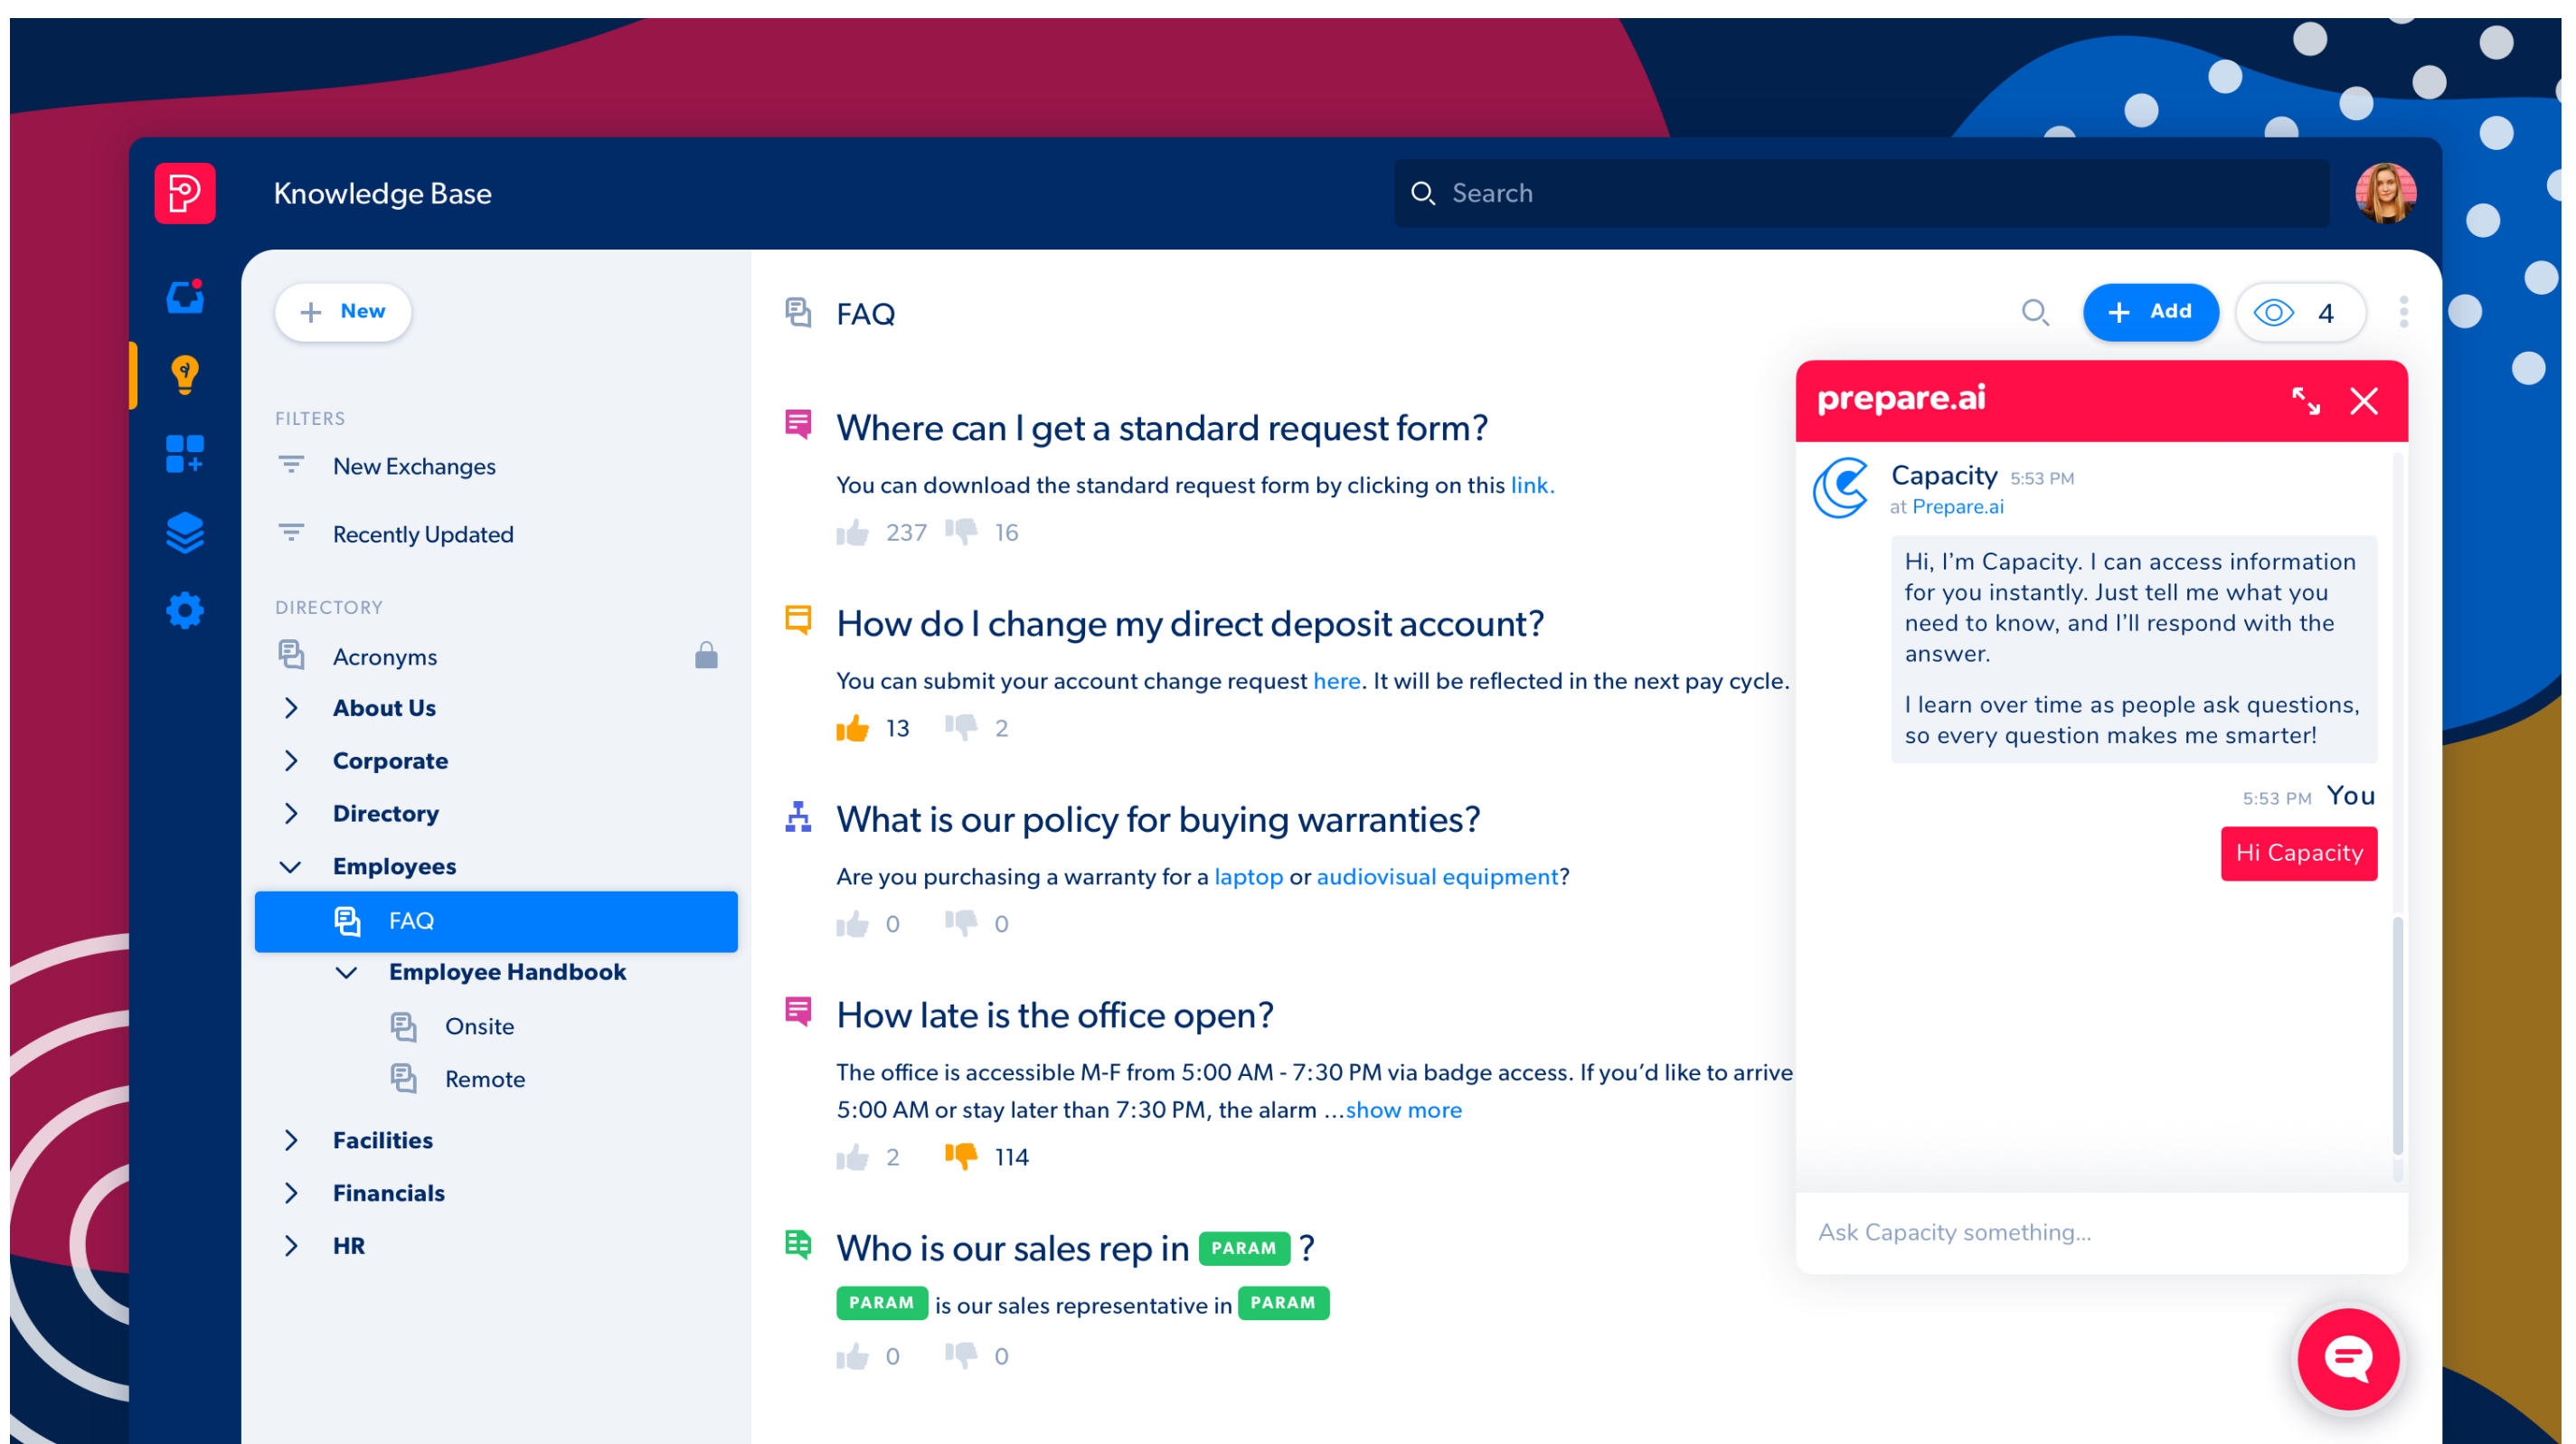 Knowledge Base
Search
New
FILTERS
New Exchanges
Recently Updated
DIRECTORY
Acronyms
About Us
Corporate
Directory
Employees
FAQ
Employee Handbook
Onsite
Remote
Facilities
Financials
HR
FAQ
Add
4
Where can I get a standard request form?
You can download the standard request form by clicking on this link.
237 16
How do I change my direct deposit account?
You can submit your account change request here. It will be reflected in the next pay cycle.
13 2
What is our policy for buying warranties?
Are you purchasing a warranty for a laptop or audiovisual equipment?
0 0
How late is the office open?
The office is accessible M-F from 5:00 AM - 7:30 PM via badge access. If you’d like to arrive
5:00 AM or stay later than 7:30 PM, the alarm ...show more
2 114
Who is our sales rep in PARAM ?
PARAM is our sales representative in PARAM
0 0
prepare.ai
Capacity 5:53 PM
at Prepare.ai
Hi, I’m Capacity. I can access information
for you instantly. Just tell me what you
need to know, and I’ll respond with the
answer.
I learn over time as people ask questions,
so every question makes me smarter!
5:53 PM You
Hi Capacity
Ask Capacity something...